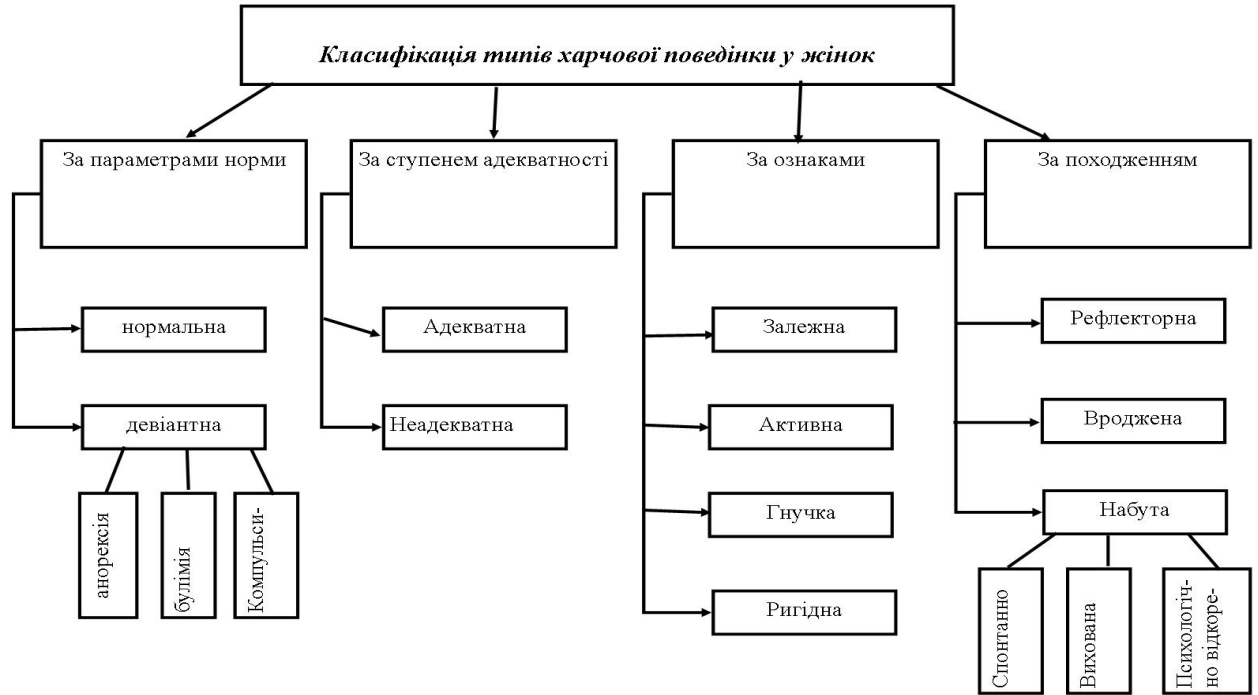 Класифікація типів харчової поведінки у жінок
За параметрами норми
За ступенем адекватності
За ознаками
За походженням
нормальна
Адекватна
Залежна
Рефлекторна
девіантна
Неадекватна
Активна
Вроджена
анорексія
булімія
Компульси-
Гнучка
Набута
Ригідна
Спонтанно
Вихована
Психологіч-
но відкоре-